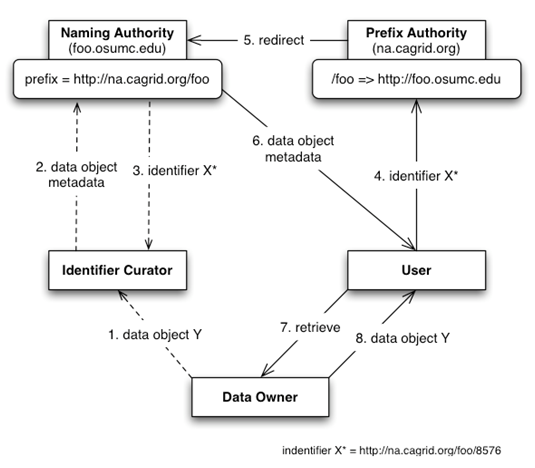 Naming Authority
(foo.osumc.edu)
prefix = http://na.cagrid.org/foo
5. redirect
Prefix Authority
(na.cagrid.org)
/foo => http://foo.osumc.edu
2. data object
metadata
3. identifier X*
6. data object
metadata
4. identifier X*
Identifier Curator
User
1. data object Y
7. retrieve
8. data object Y
Data Owner
indentifier X* = http://na.cagrid.org/foo/8576